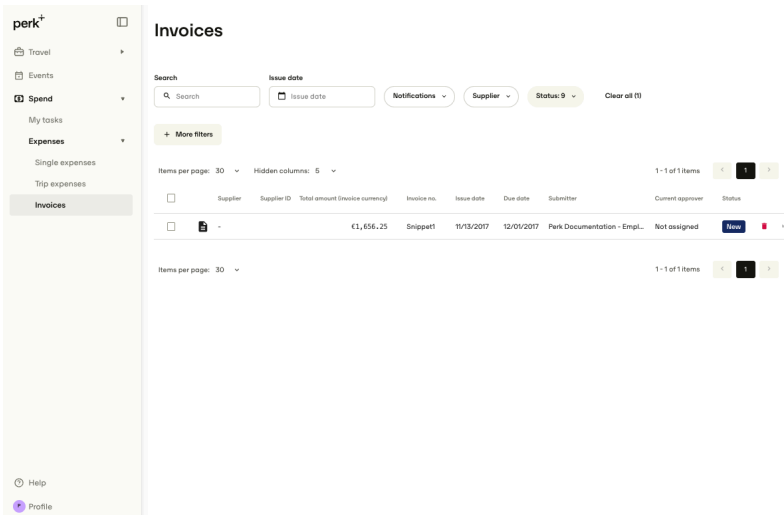 perk+
Travel
Events
Spend
My tasks
Expenses
Single expenses
Trip expenses
Invoices
Help
Profile
Invoices
Search
Issue date
Search
Issue date
Notifications
Supplier
Status: 9
Clear all (1)
+ More filters
Items per page: 30
Hidden columns: 5
1 - 1 of 1 items
1
Supplier
Supplier ID
Total amount (invoice currency)
Invoice no.
Issue date
Due date
Submitter
Current approver
Status
-
€1,656.25
Snippet1
11/13/2017
12/01/2017
Perk Documentation - Empl...
Not assigned
New
Items per page: 30
1 - 1 of 1 items
1